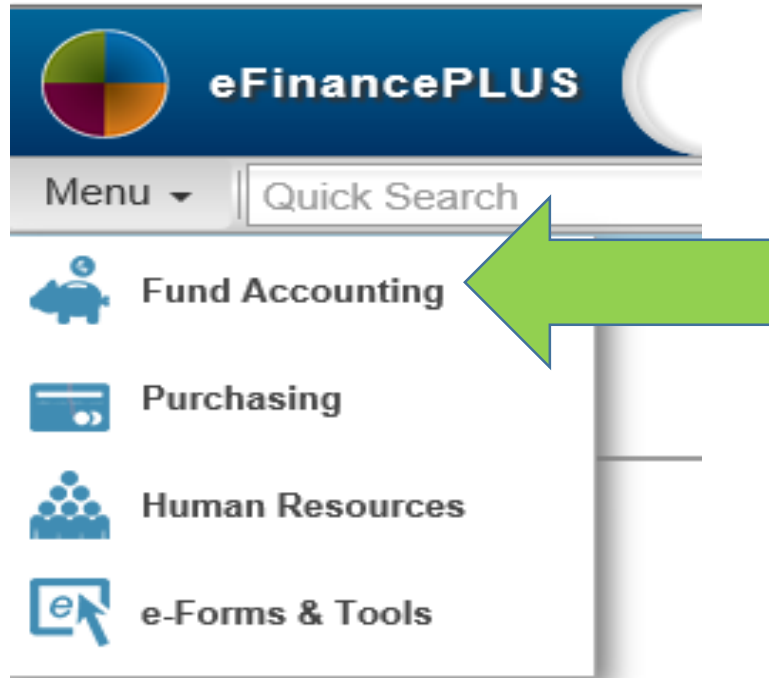 eFinancePLUS
Menu
Quick Search
Fund Accounting
Purchasing
Human Resources
e-Forms & Tools